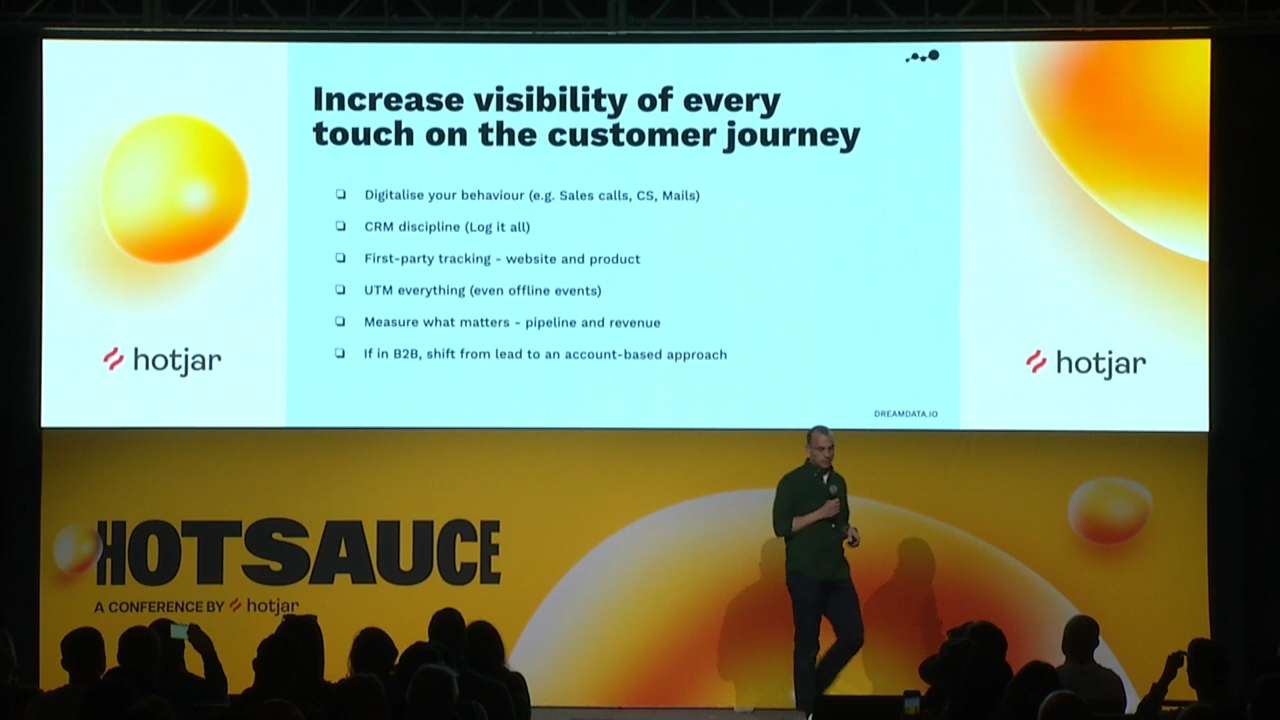 Increase visibility of every
touch on the customer journey
Digitalise your behaviour (e.g. Sales calls, CS, Mails)
CRM discipline (Log it all)
First-party tracking - website and product
UTM everything (even offline events)
Measure what matters - pipeline and revenue
If in B2B, shift from lead to an account-based approach
DREAMDATA.IO
hotjar
hotjar
HOTSAUCE
A CONFERENCE BY hotjar